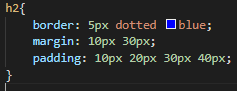 h2{
    border: 5px dotted blue;
    margin: 10px 30px;
    padding: 10px 20px 30px 40px;
}